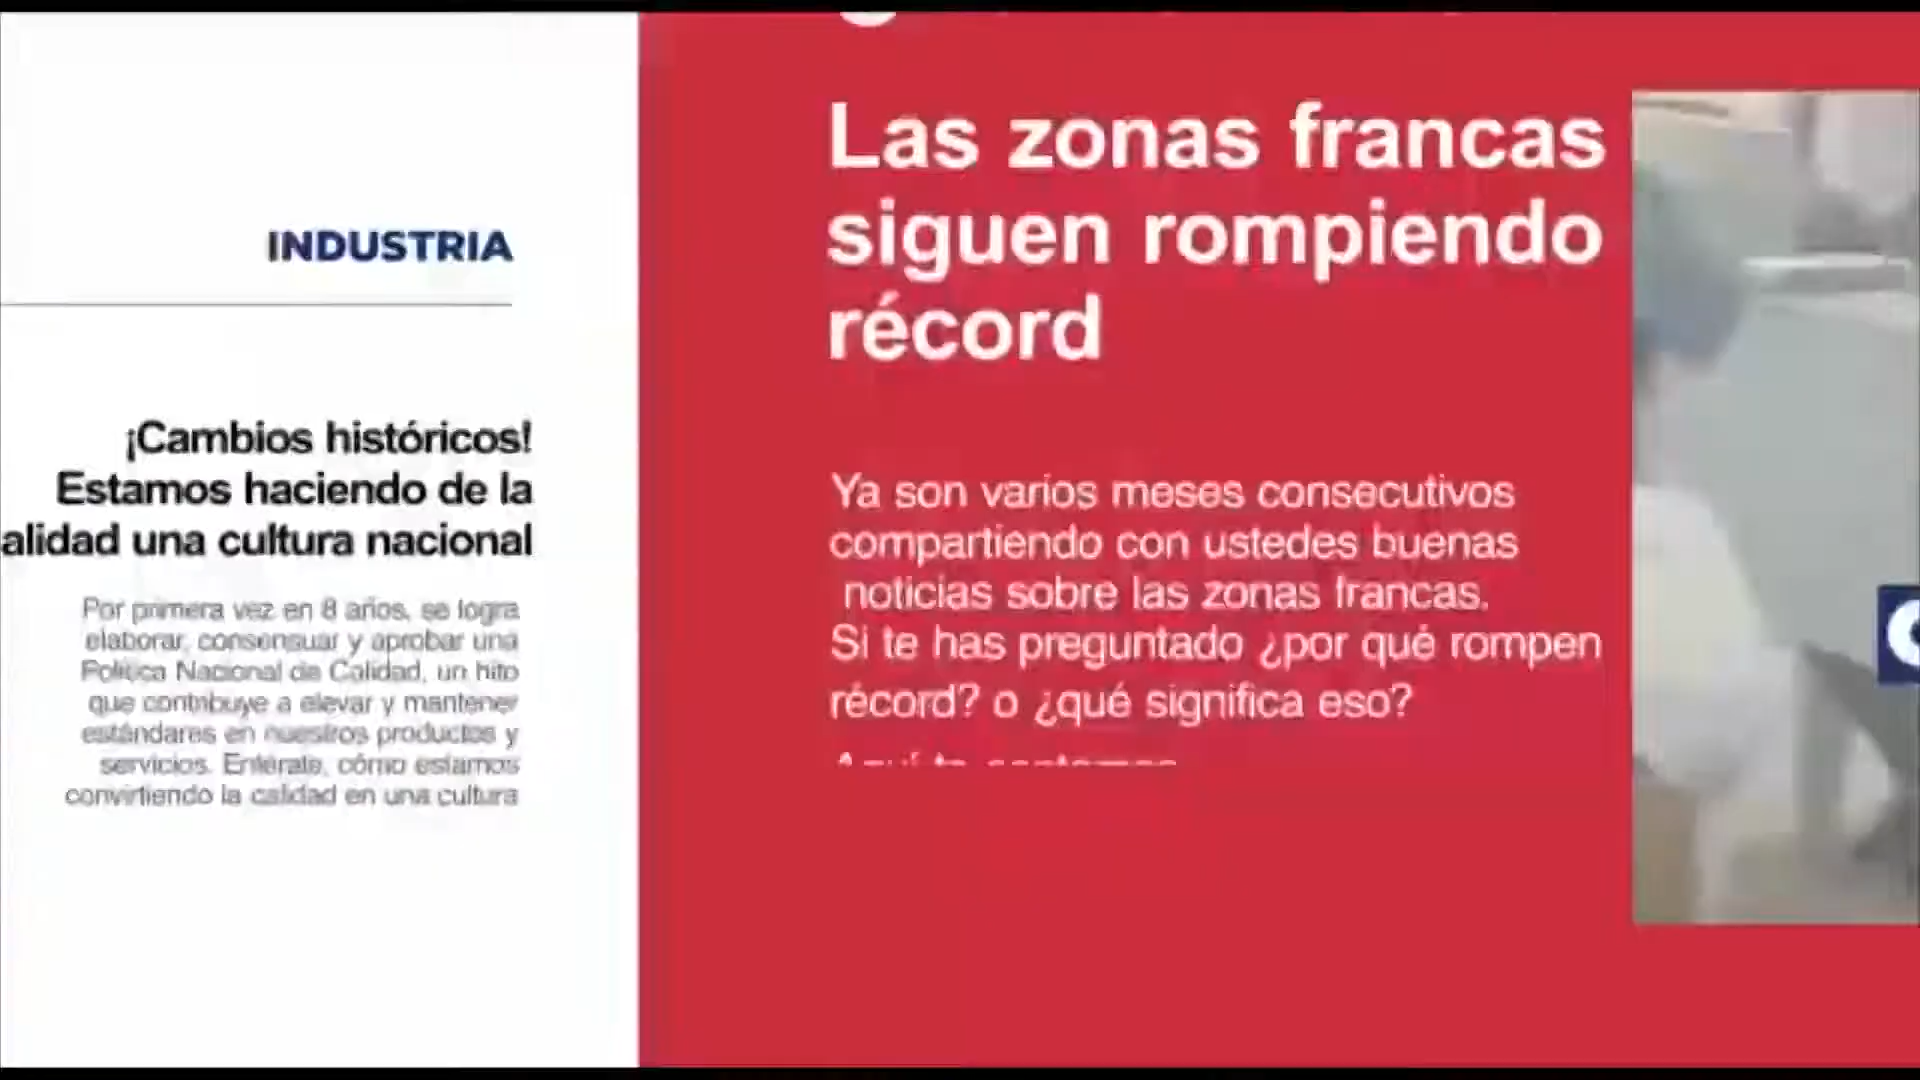 INDUSTRIA
¡Cambios históricos!
Estamos haciendo de la
alidad una cultura nacional
Por primera vez en 8 años, se logra
elaborar, consensuar y aprobar una
Política Nacional de Calidad, un hito
que contribuye a elevar y mantener
estándares en nuestros productos y
servicios. Entérate, cómo estamos
convirtiendo la calidad en una cultura
Las zonas francas
siguen rompiendo
récord
Ya son varios meses consecutivos
compartiendo con ustedes buenas
noticias sobre las zonas francas.
Si te has preguntado ¿por qué rompen
récord? o ¿qué significa eso?